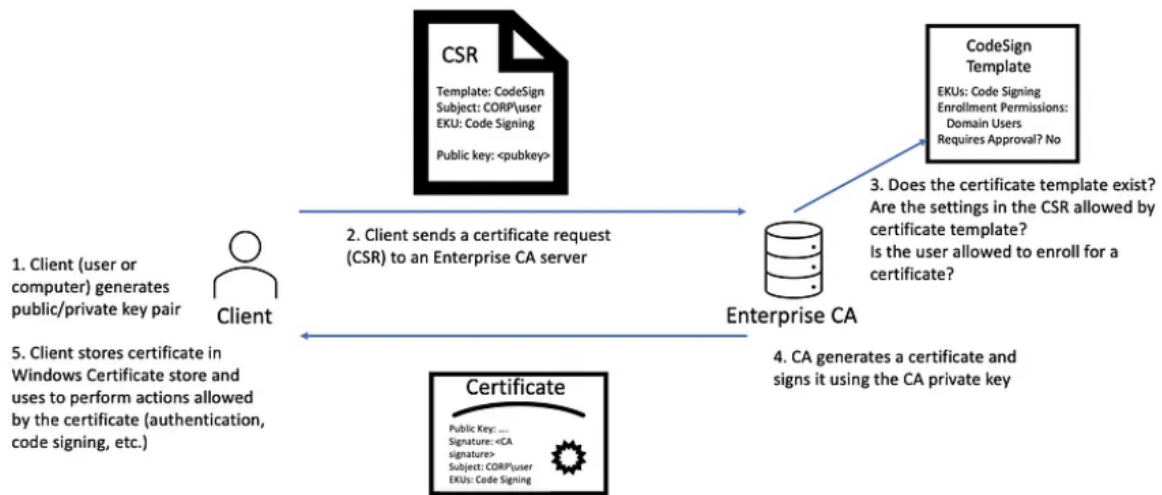 CSR
Template: CodeSign
Subject: CORP\user
EKU: Code Signing
Public key: <pubkey>
CodeSign
Template
EKUs: Code Signing
Enrollment Permissions:
Domain Users
Requires Approval? No
3. Does the certificate template exist?
Are the settings in the CSR allowed by
certificate template?
Is the user allowed to enroll for a
certificate?
2. Client sends a certificate request
(CSR) to an Enterprise CA server
1. Client (user or
computer) generates
public/private key pair
Client
Enterprise CA
5. Client stores certificate in
Windows Certificate store and
uses to perform actions allowed
by the certificate (authentication,
code signing, etc.)
4. CA generates a certificate and
signs it using the CA private key
Certificate
Public Key: ....
Signature: <CA
signature>
Subject: CORP\user
EKUs: Code Signing